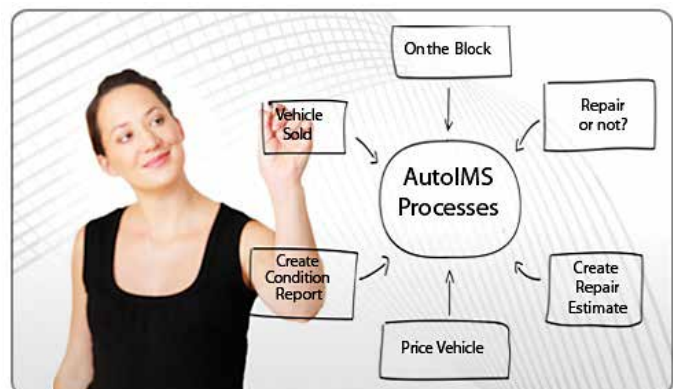 On the Block
Vehicle
Sold
Repair
or not?
AutoIMS
Processes
Create
Condition
Report
Create
Repair
Estimate
Price Vehicle